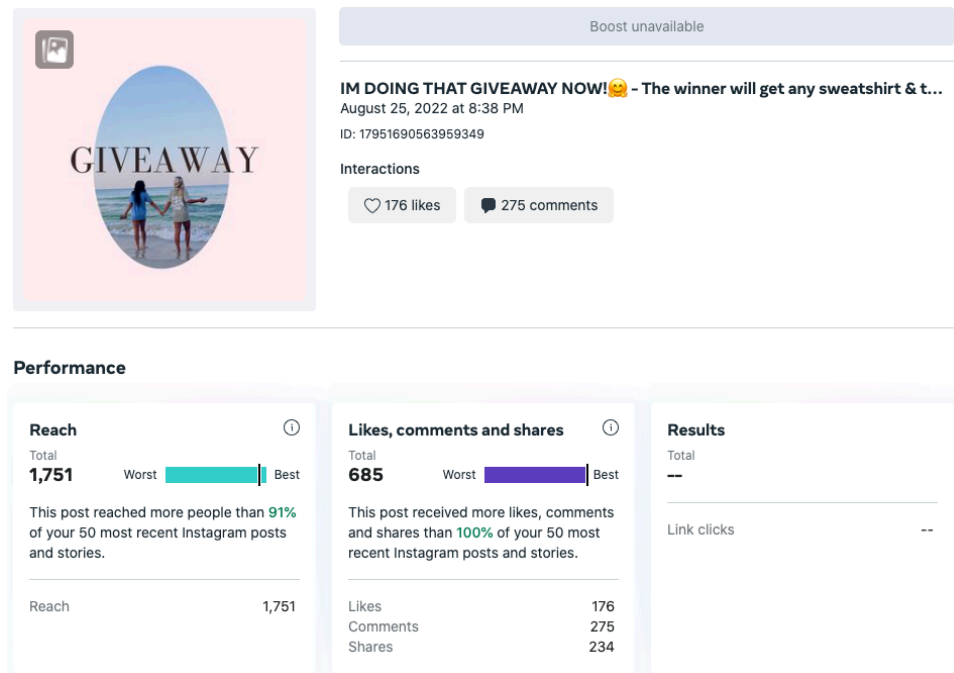 GIVEAWAY
Boost unavailable
IM DOING THAT GIVEAWAY NOW!🤗 - The winner will get any sweatshirt & t...
August 25, 2022 at 8:38 PM
ID: 17951690563959349
Interactions
176 likes
275 comments
Performance
Reach
Total
1,751
Worst
Best
This post reached more people than 91%
of your 50 most recent Instagram posts
and stories.
Reach 1,751
Likes, comments and shares
Total
685
Worst
Best
This post received more likes, comments
and shares than 100% of your 50 most
recent Instagram posts and stories.
Likes 176
Comments 275
Shares 234
Results
Total
--
Link clicks --